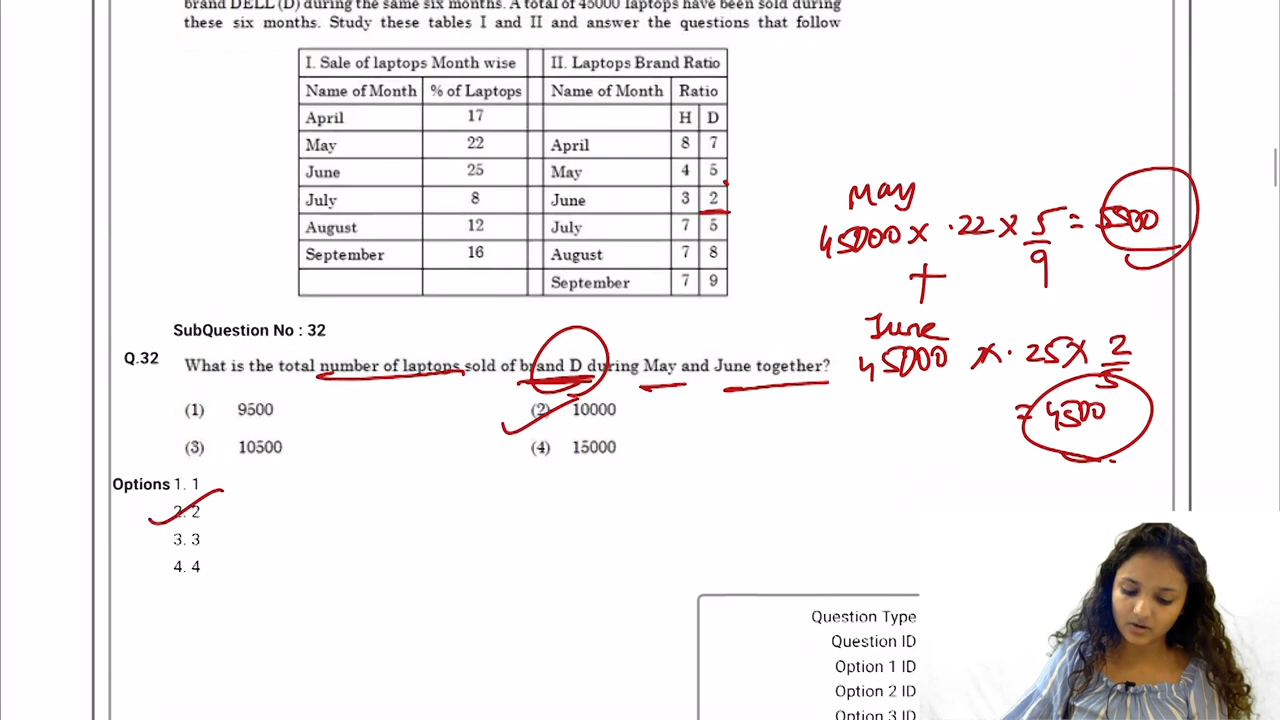 brand DELL (D) during the same six months. A total of 45000 laptops have been sold during
these six months. Study these tables I and II and answer the questions that follow
I. Sale of laptops Month wise II. Laptops Brand Ratio
Name of Month % of Laptops Name of Month Ratio
April 17 H D
May 22 April 8 7
June 25 May 4 5
July 8 June 3 2
August 12 July 7 5
September 16 August 7 8
September 7 9
May
45000 x .22 x 5/9 = 5500
+
June
45000 x .25 x 2/5
= 4500
SubQuestion No : 32
Q.32 What is the total number of laptops sold of brand D during May and June together?
(1) 9500 (2) 10000
(3) 10500 (4) 15000
Options 1. 1
2. 2
3. 3
4. 4
Question Type
Question ID
Option 1 ID
Option 2 ID
Option 3 ID